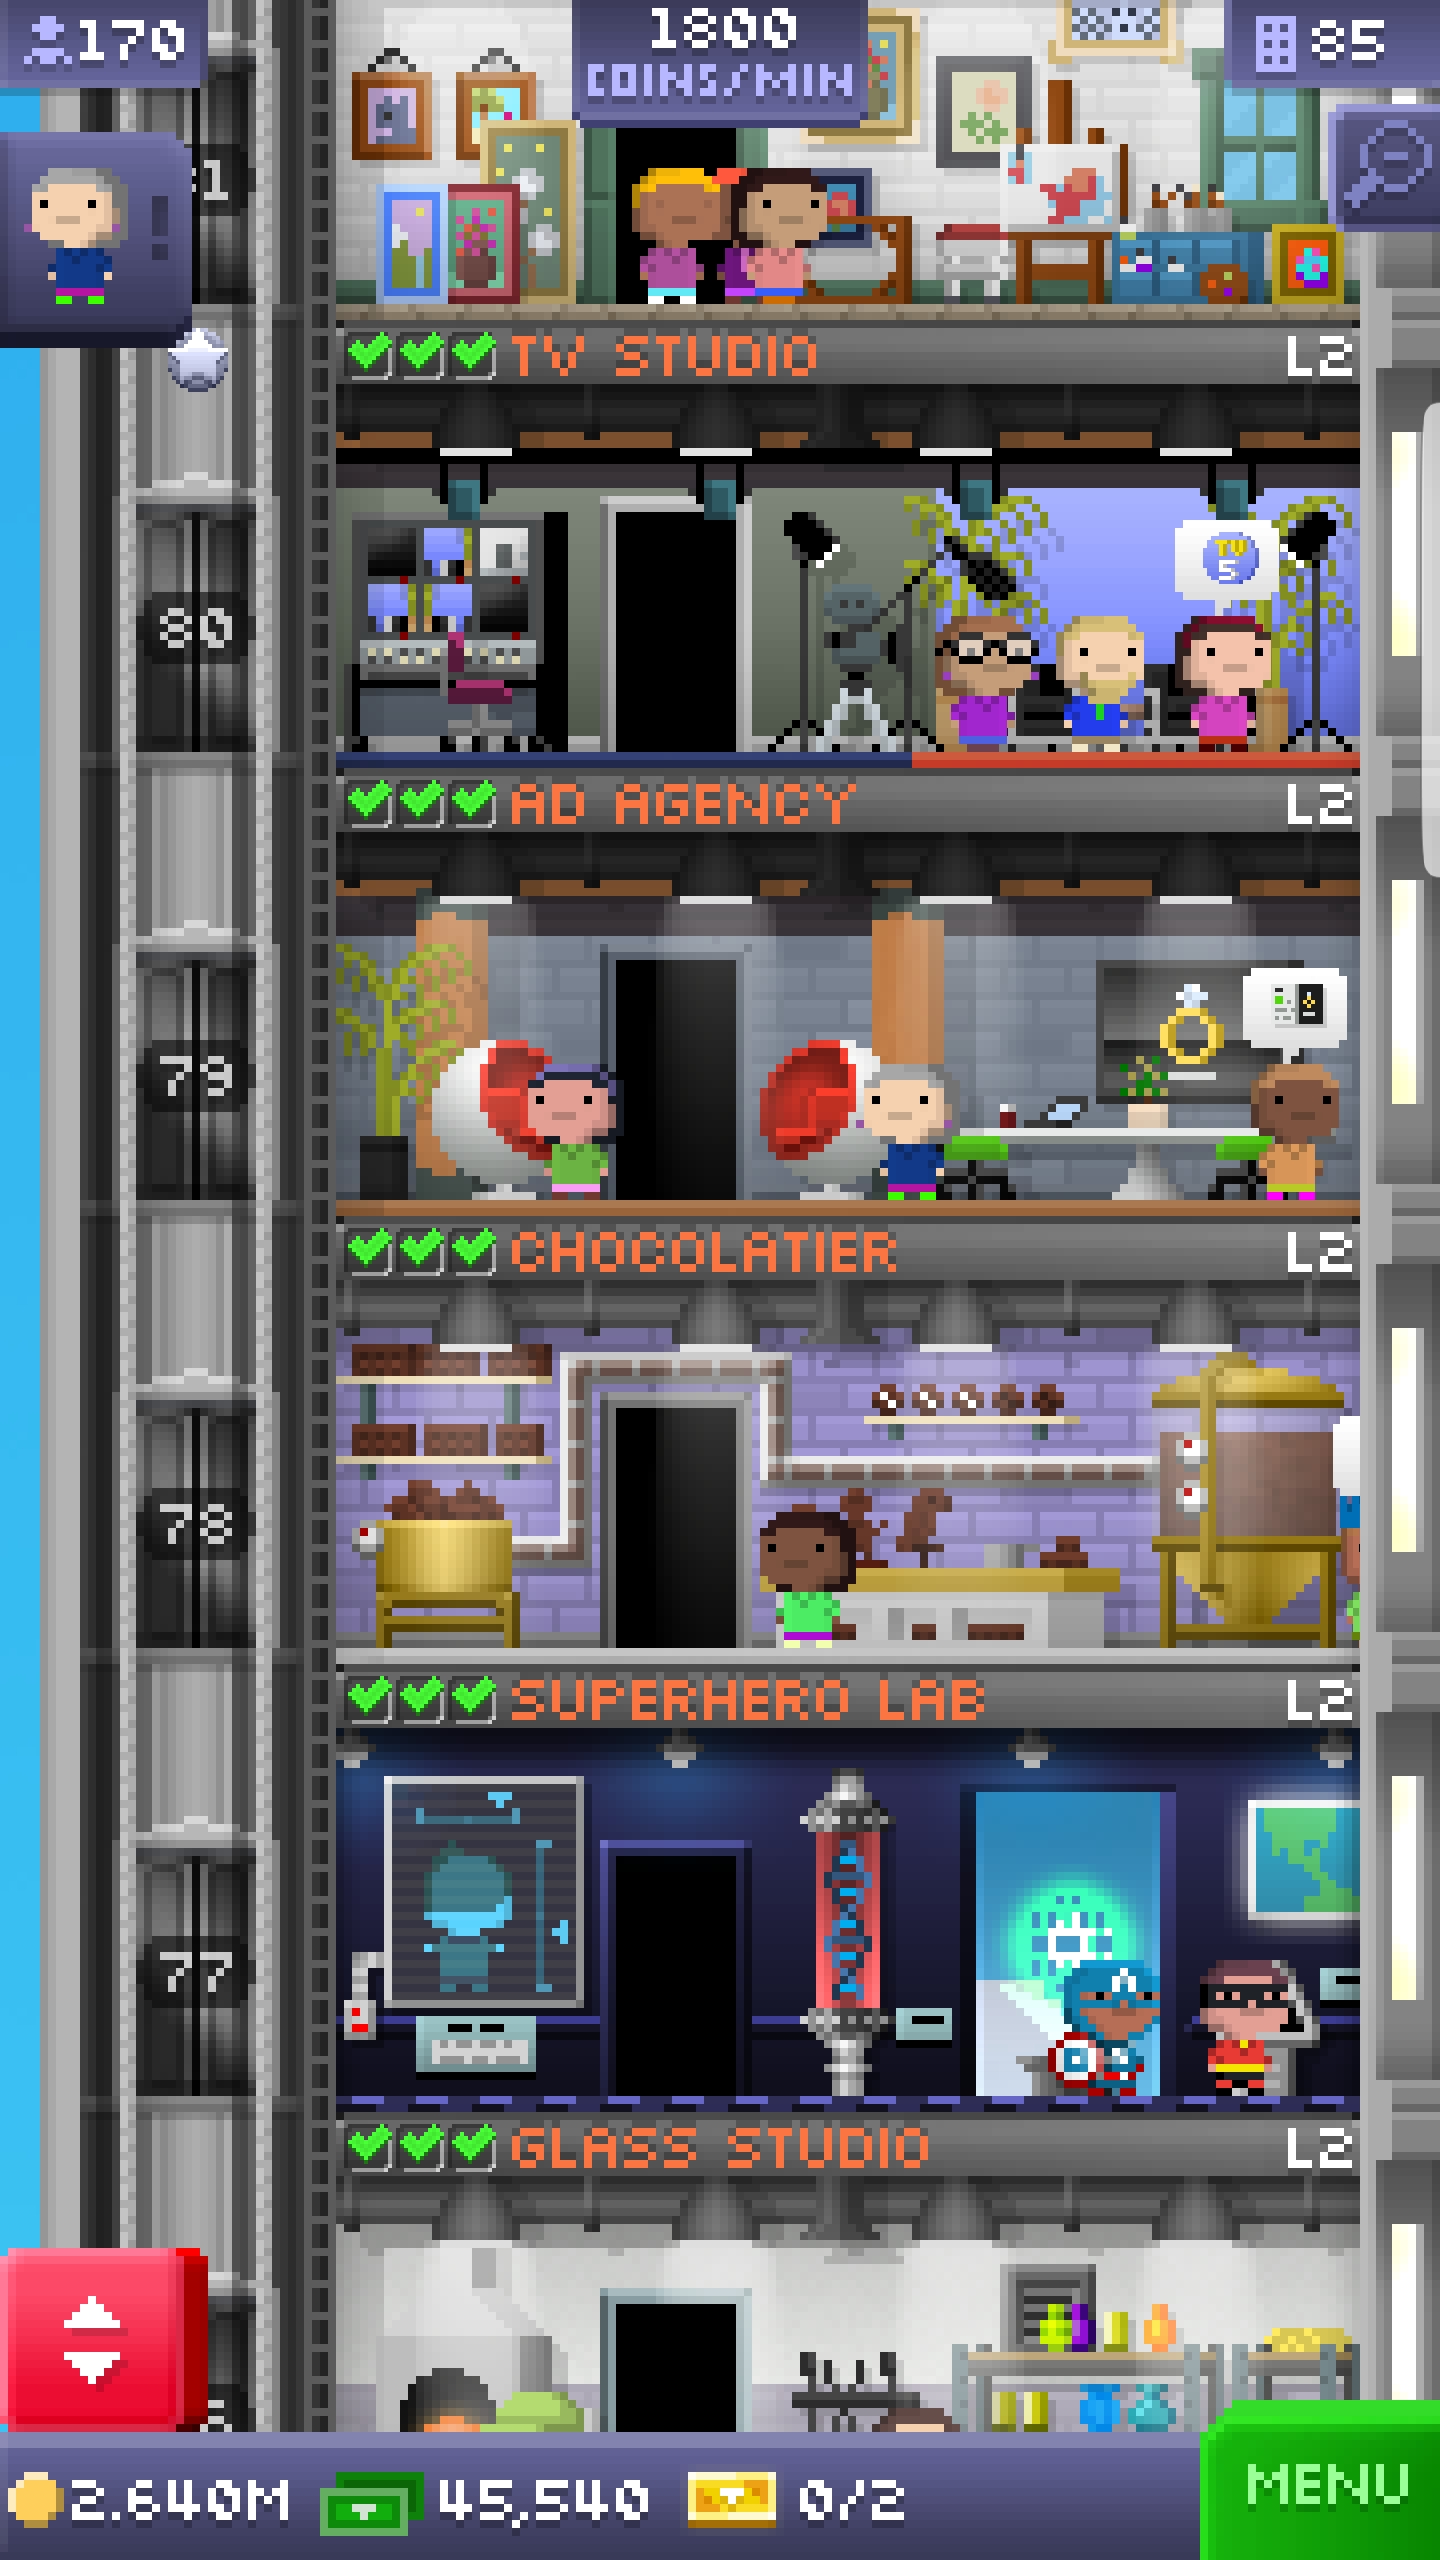 170
1800
COINS/MIN
85
TV STUDIO L2
80
TV
5
AD AGENCY L2
79
CHOCOLATIER L2
78
SUPERHERO LAB L2
77
GLASS STUDIO L2
2.640M 45,540 0/2
MENU